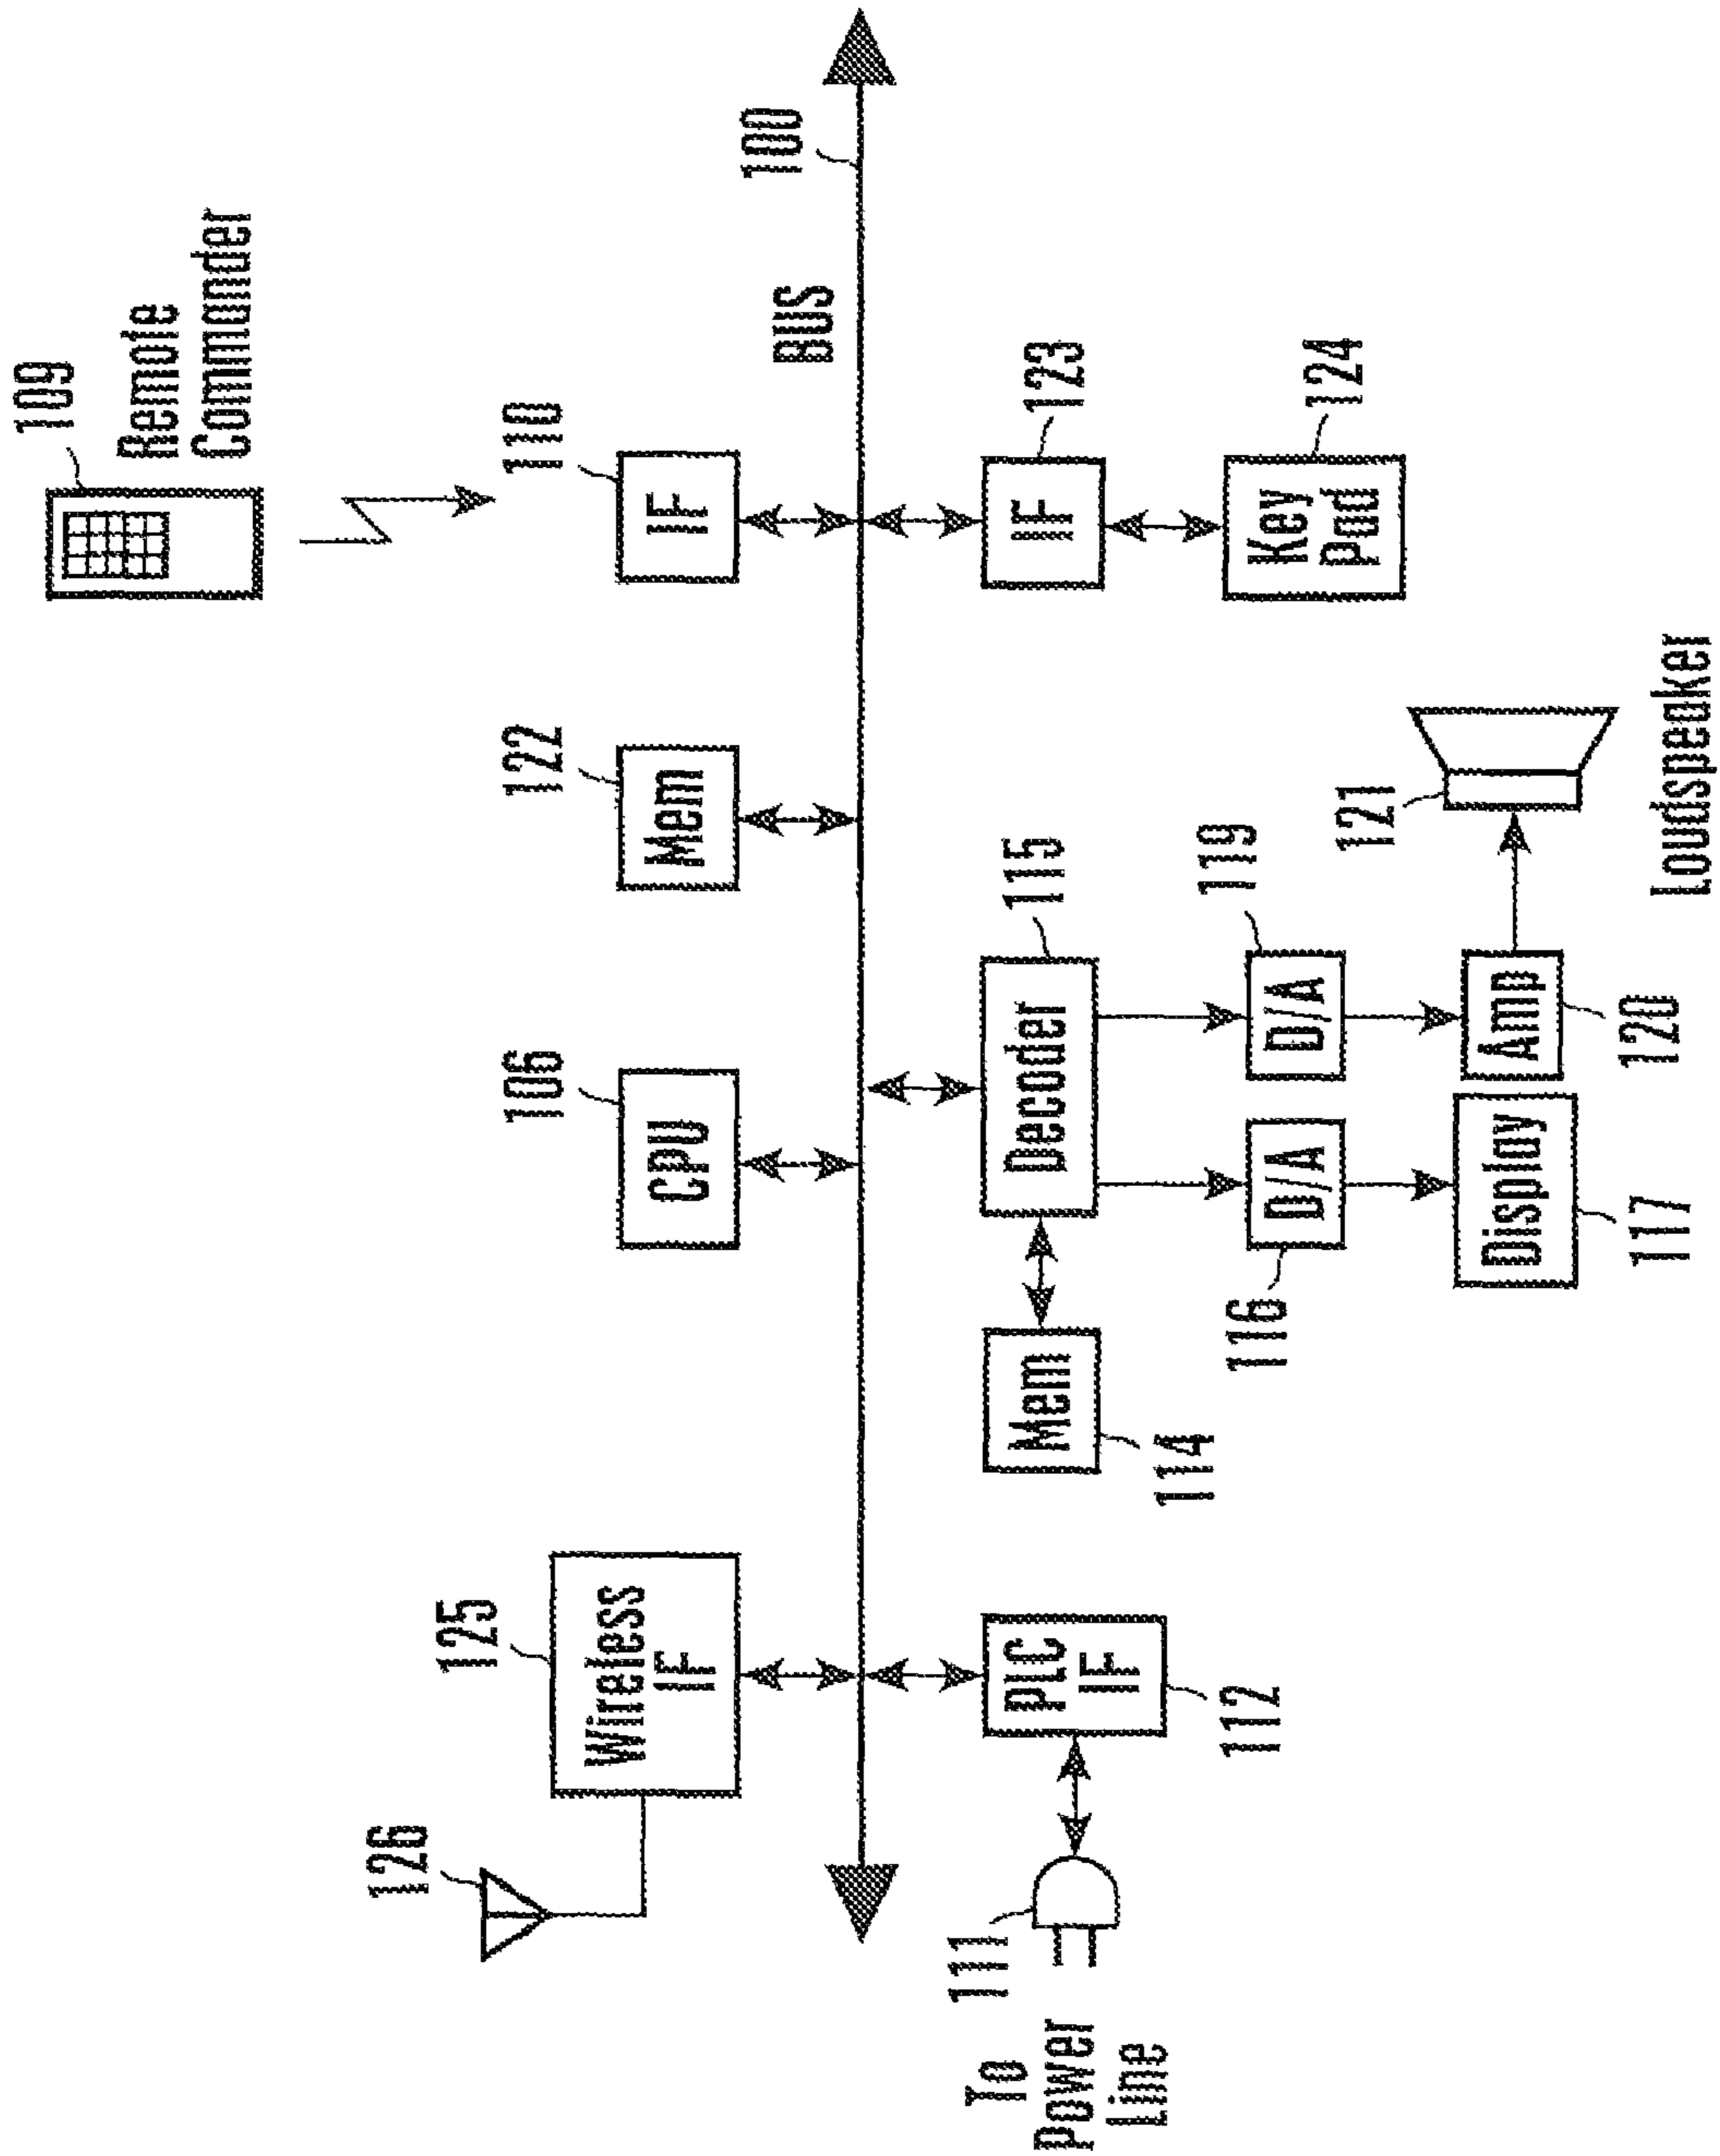 109
Remote
Commander
126
125
Wireless
IF
106
CPU
122
Mem
110
IF
BUS
100
To
Power
Line
111
PLC
IF
112
Mem
114
Decoder
115
IF
123
116
D/A
D/A
119
Key
Pad
124
Display
117
Amp
120
121
Loudspeaker